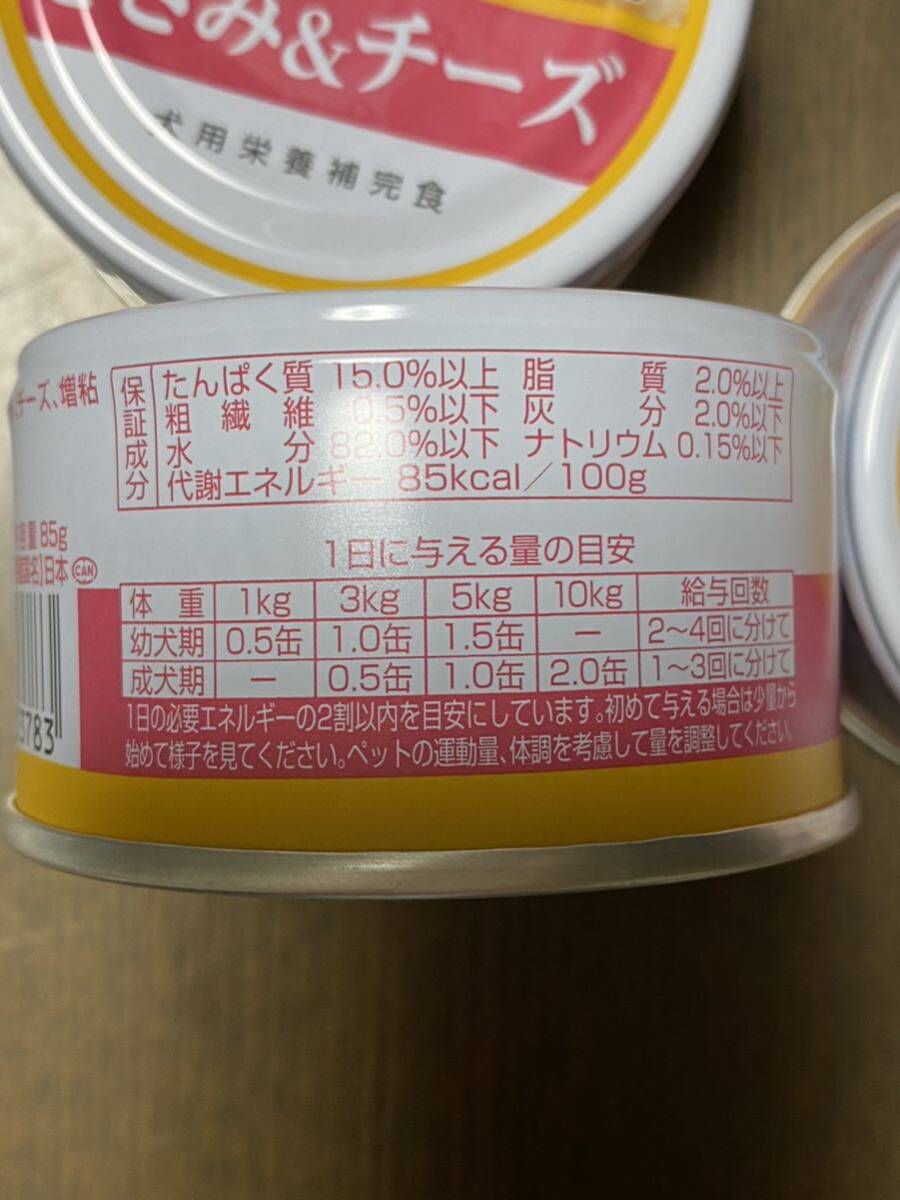 さみ&チーズ
犬用栄養補完食
チーズ、増粘
量 85g
日本 CAN
3783
保証成分
たんぱく質 15.0%以上 脂質 2.0%以上
粗繊維 0.5%以下 灰分 2.0%以下
水分 82.0%以下 ナトリウム 0.15%以下
代謝エネルギー 85kcal/100g
1日に与える量の目安
体重 1kg 3kg 5kg 10kg 給与回数
幼犬期 0.5缶 1.0缶 1.5缶 — 2〜4回に分けて
成犬期 — 0.5缶 1.0缶 2.0缶 1〜3回に分けて
1日の必要エネルギーの2割以内を目安にしています。初めて与える場合は少量から
始めて様子を見てください。ペットの運動量、体調を考慮して量を調整してください。